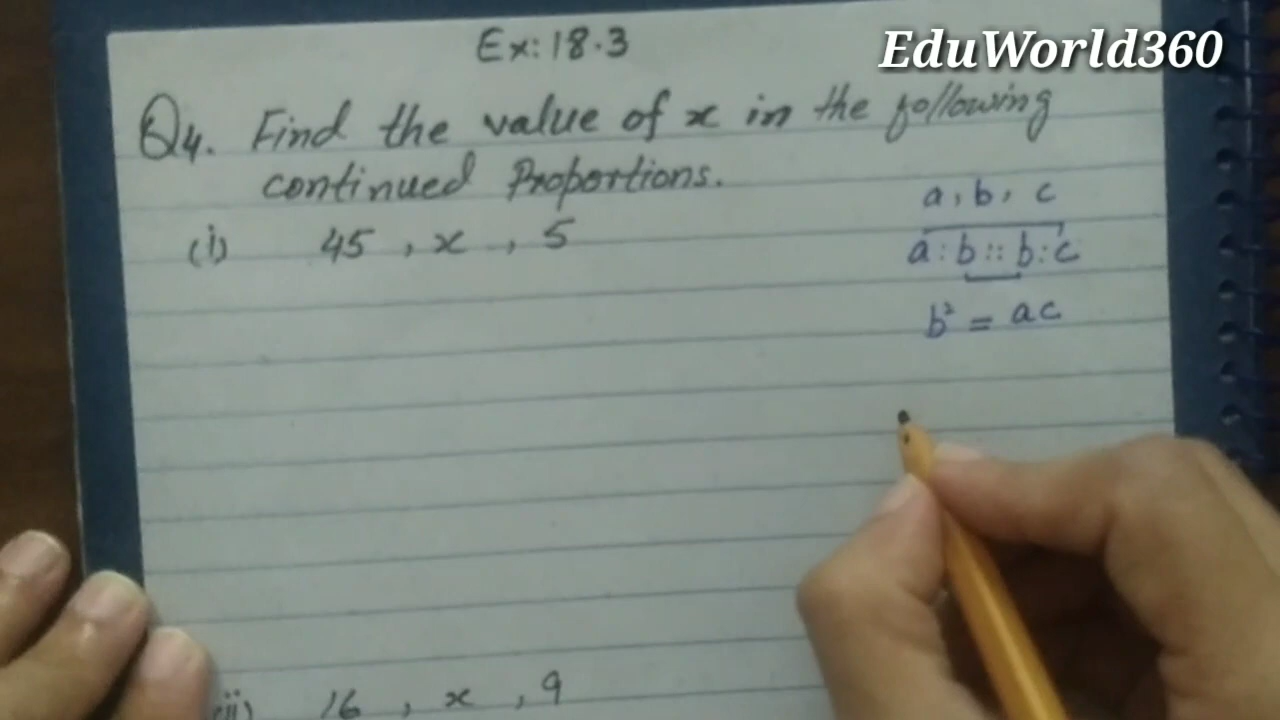 Ex: 18.3
EduWorld360
Q4. Find the value of x in the following
continued Proportions.
(i) 45 , x , 5
a, b, c
a : b :: b : c
b² = ac
(ii) 16 , x , 9